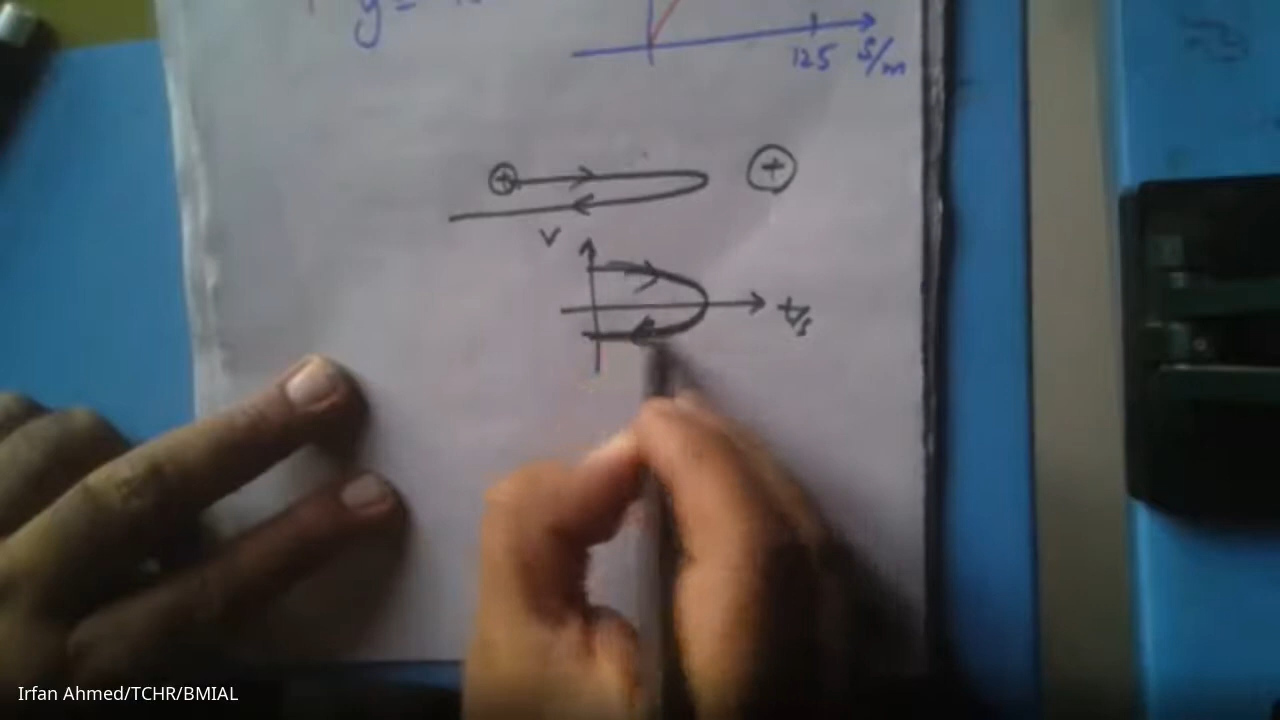 y =
125 S/m
+ +
V
t/s
Irfan Ahmed/TCHR/BMIAL